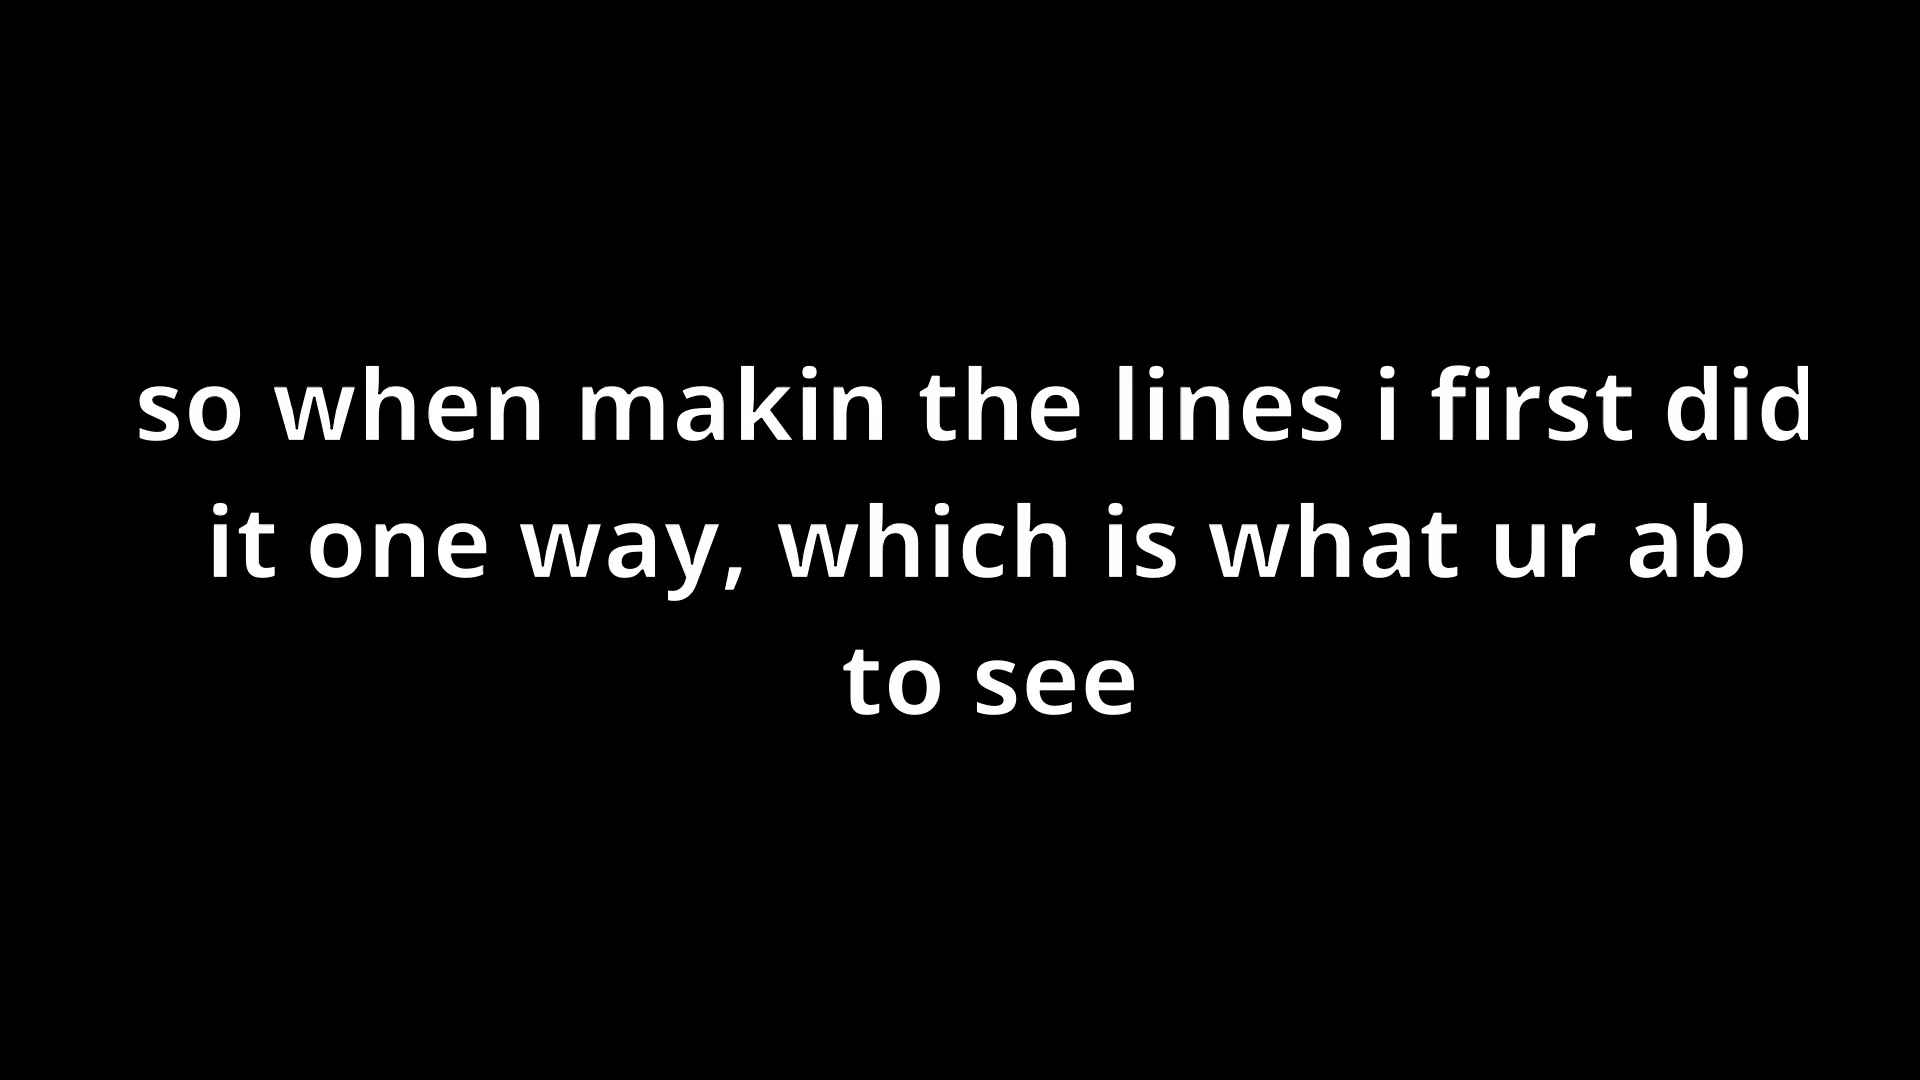 so when makin the lines i first did
it one way, which is what ur ab
to see